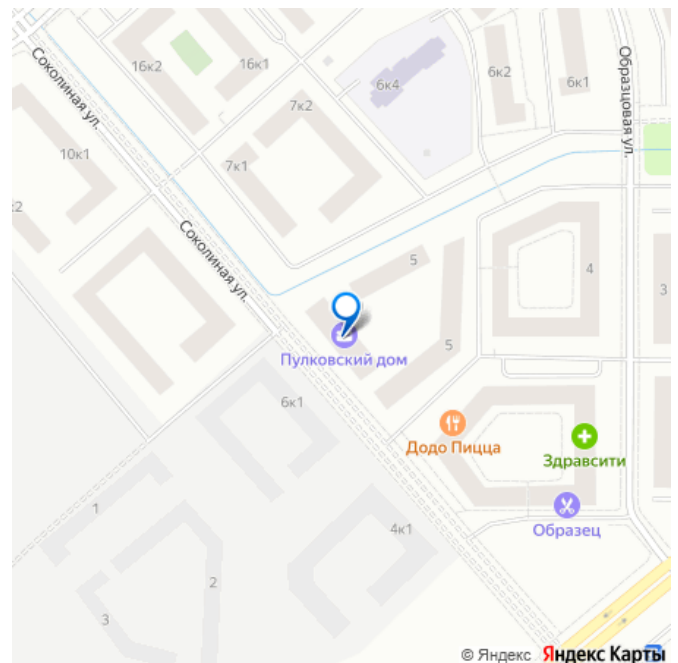 Соколиная ул.
16к2
16к1
6к4
6к2
6к1
Образцовая ул.
7к2
10к1
7к1
2
Соколиная ул.
5
4
3
5
Пулковский дом
6к1
Додо Пицца
Здравсити
1
4к1
Образец
2
3
© Яндекс Яндекс Карты